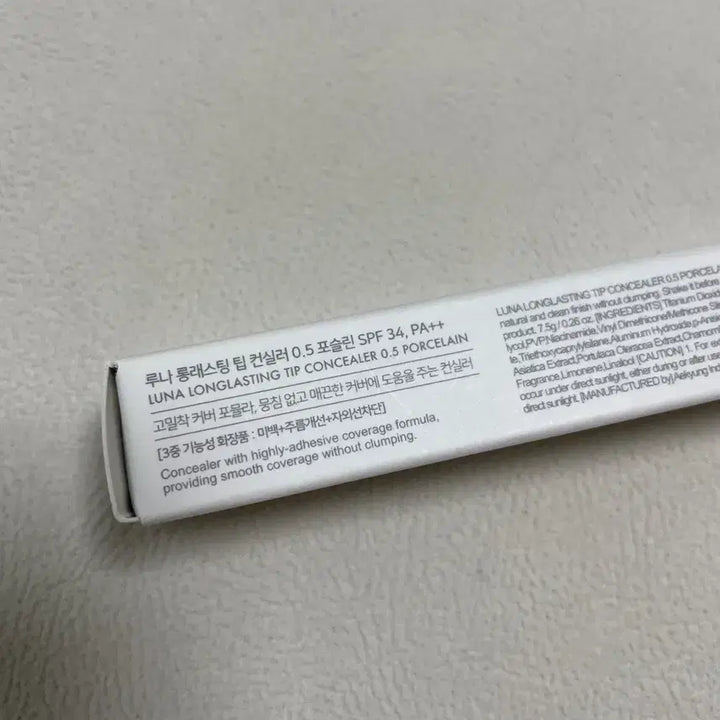 루나 롱래스팅 팁 컨실러 0.5 포슬린 SPF 34, PA++
LUNA LONGLASTING TIP CONCEALER 0.5 PORCELAIN
고밀착 커버 포뮬라, 뭉침 없고 매끈한 커버에 도움을 주는 컨실러
[3중 기능성 화장품 : 미백+주름개선+자외선차단]
Concealer with highly-adhesive coverage formula,
providing smooth coverage without clumping.
LUNA LONGLASTING TIP CONCEALER 0.5 PORCELA
natural and clean finish without clumping. Shake it before
product. 7.5g / 0.26 oz. [INGREDIENTS] Titanium Dioxid
lycol,PVP,Niacinamide,Vinyl Dimethicone/Methicone Sil
te,Triethoxycaprylylsilane,Aluminum Hydroxide,p-Anis
Asiatica Extract,Portulaca Oleracea Extract,Chamom
Fragrance,Limonene,Linalool [CAUTION] 1. For ex
occur under direct sunlight, either during or after us
direct sunlight. [MANUFACTURED by] Aekyung Ind